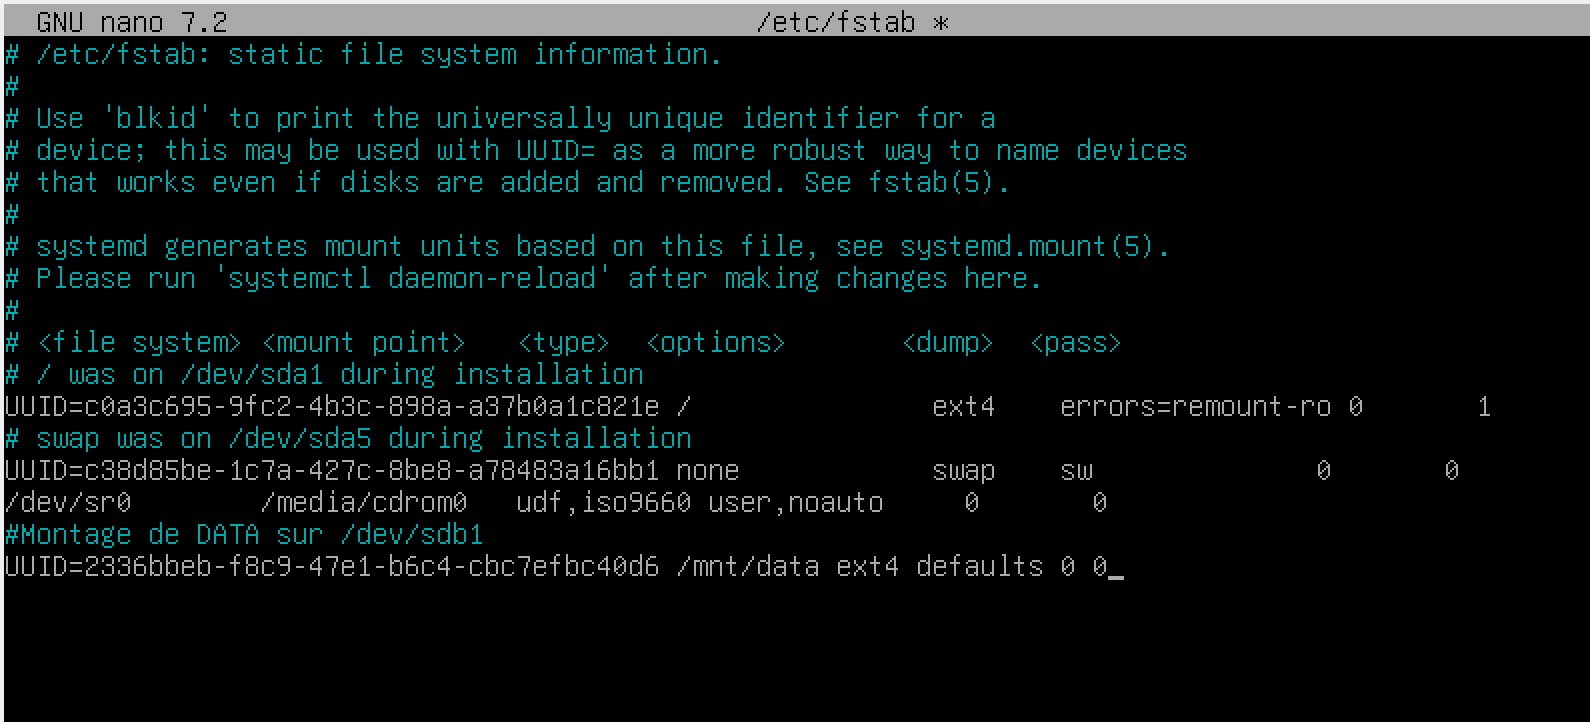 GNU nano 7.2 /etc/fstab *
# /etc/fstab: static file system information.
#
# Use 'blkid' to print the universally unique identifier for a
# device; this may be used with UUID= as a more robust way to name devices
# that works even if disks are added and removed. See fstab(5).
#
# systemd generates mount units based on this file, see systemd.mount(5).
# Please run 'systemctl daemon-reload' after making changes here.
#
# <file system> <mount point>   <type>  <options>       <dump>  <pass>
# / was on /dev/sda1 during installation
UUID=c0a3c695-9fc2-4b3c-898a-a37b0a1c821e /               ext4    errors=remount-ro 0       1
# swap was on /dev/sda5 during installation
UUID=c38d85be-1c7a-427c-8be8-a78483a16bb1 none            swap    sw              0       0
/dev/sr0        /media/cdrom0   udf,iso9660 user,noauto     0       0
#Montage de DATA sur /dev/sdb1
UUID=2336bbeb-f8c9-47e1-b6c4-cbc7efbc40d6 /mnt/data ext4 defaults 0 0